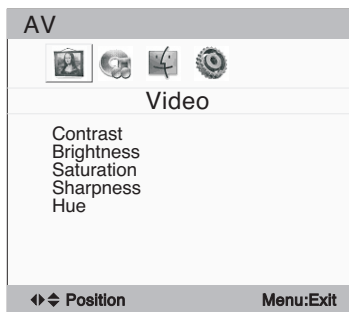 AV
Video
Contrast
Brightness
Saturation
Sharpness
Hue
Position Menu:Exit